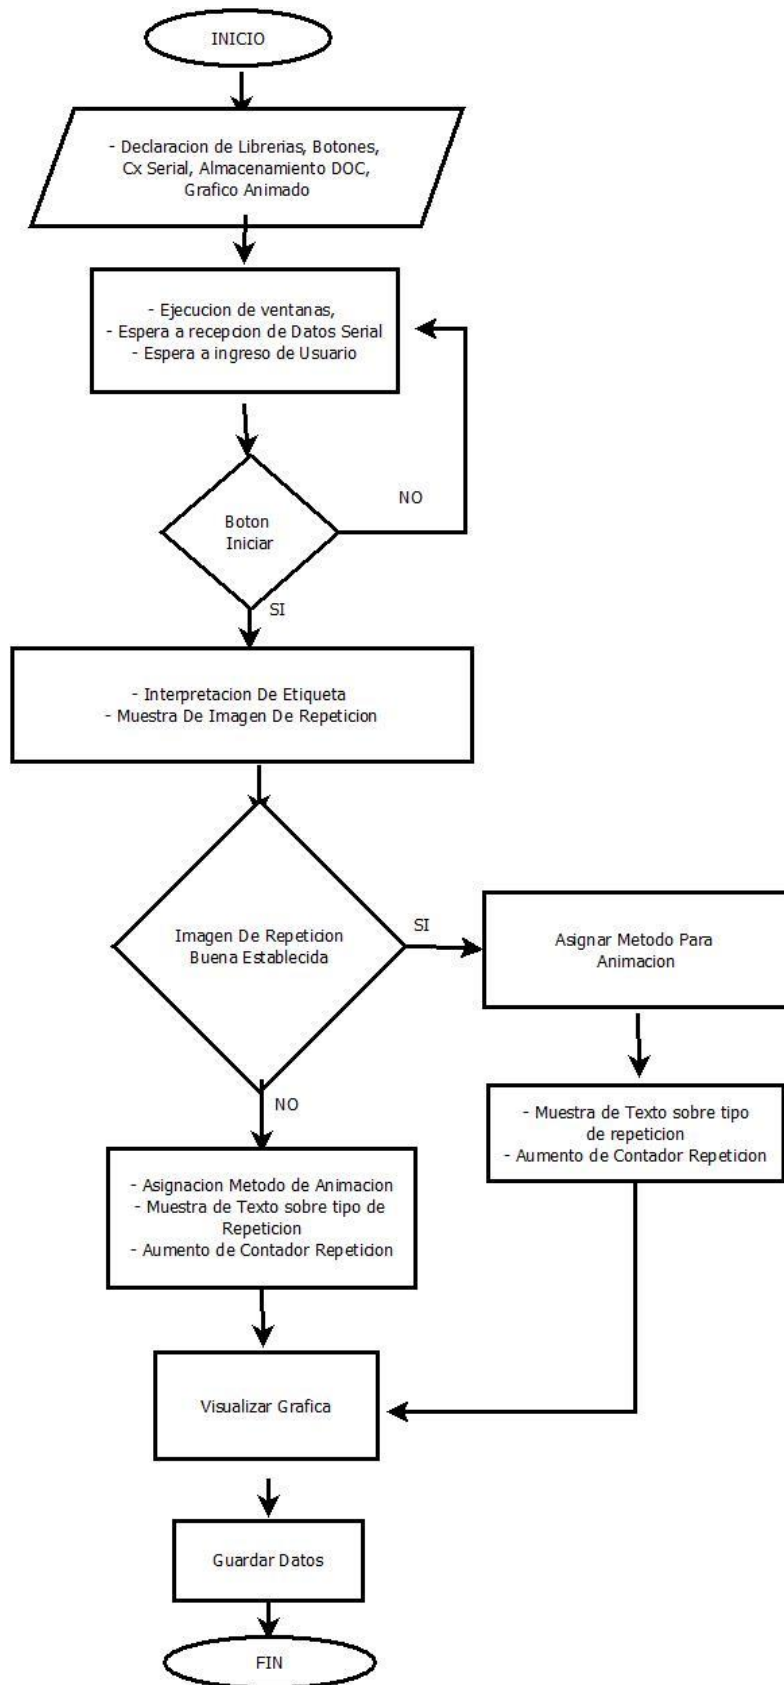 INICIO
- Declaracion de Librerias, Botones,
Cx Serial, Almacenamiento DOC,
Grafico Animado
- Ejecucion de ventanas,
- Espera a recepcion de Datos Serial
- Espera a ingreso de Usuario
NO
Boton
Iniciar
SI
- Interpretacion De Etiqueta
- Muestra De Imagen De Repeticion
Imagen De Repeticion
Buena Establecida
SI
Asignar Metodo Para
Animacion
- Muestra de Texto sobre tipo
de repeticion
- Aumento de Contador Repeticion
NO
- Asignacion Metodo de Animacion
- Muestra de Texto sobre tipo de
Repeticion
- Aumento de Contador Repeticion
Visualizar Grafica
Guardar Datos
FIN